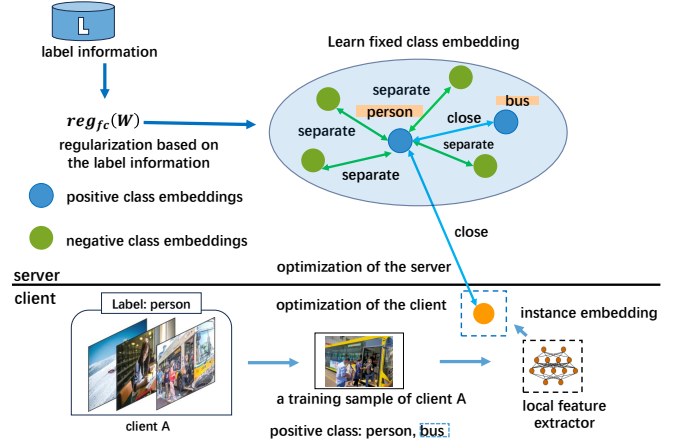 L
label information
reg_fc(W)
regularization based on
the label information
positive class embeddings
negative class embeddings
Learn fixed class embedding
separate
person
bus
close
separate
separate
separate
close
server
optimization of the server
client
optimization of the client
Label: person
client A
a training sample of client A
positive class: person, bus
instance embedding
local feature
extractor